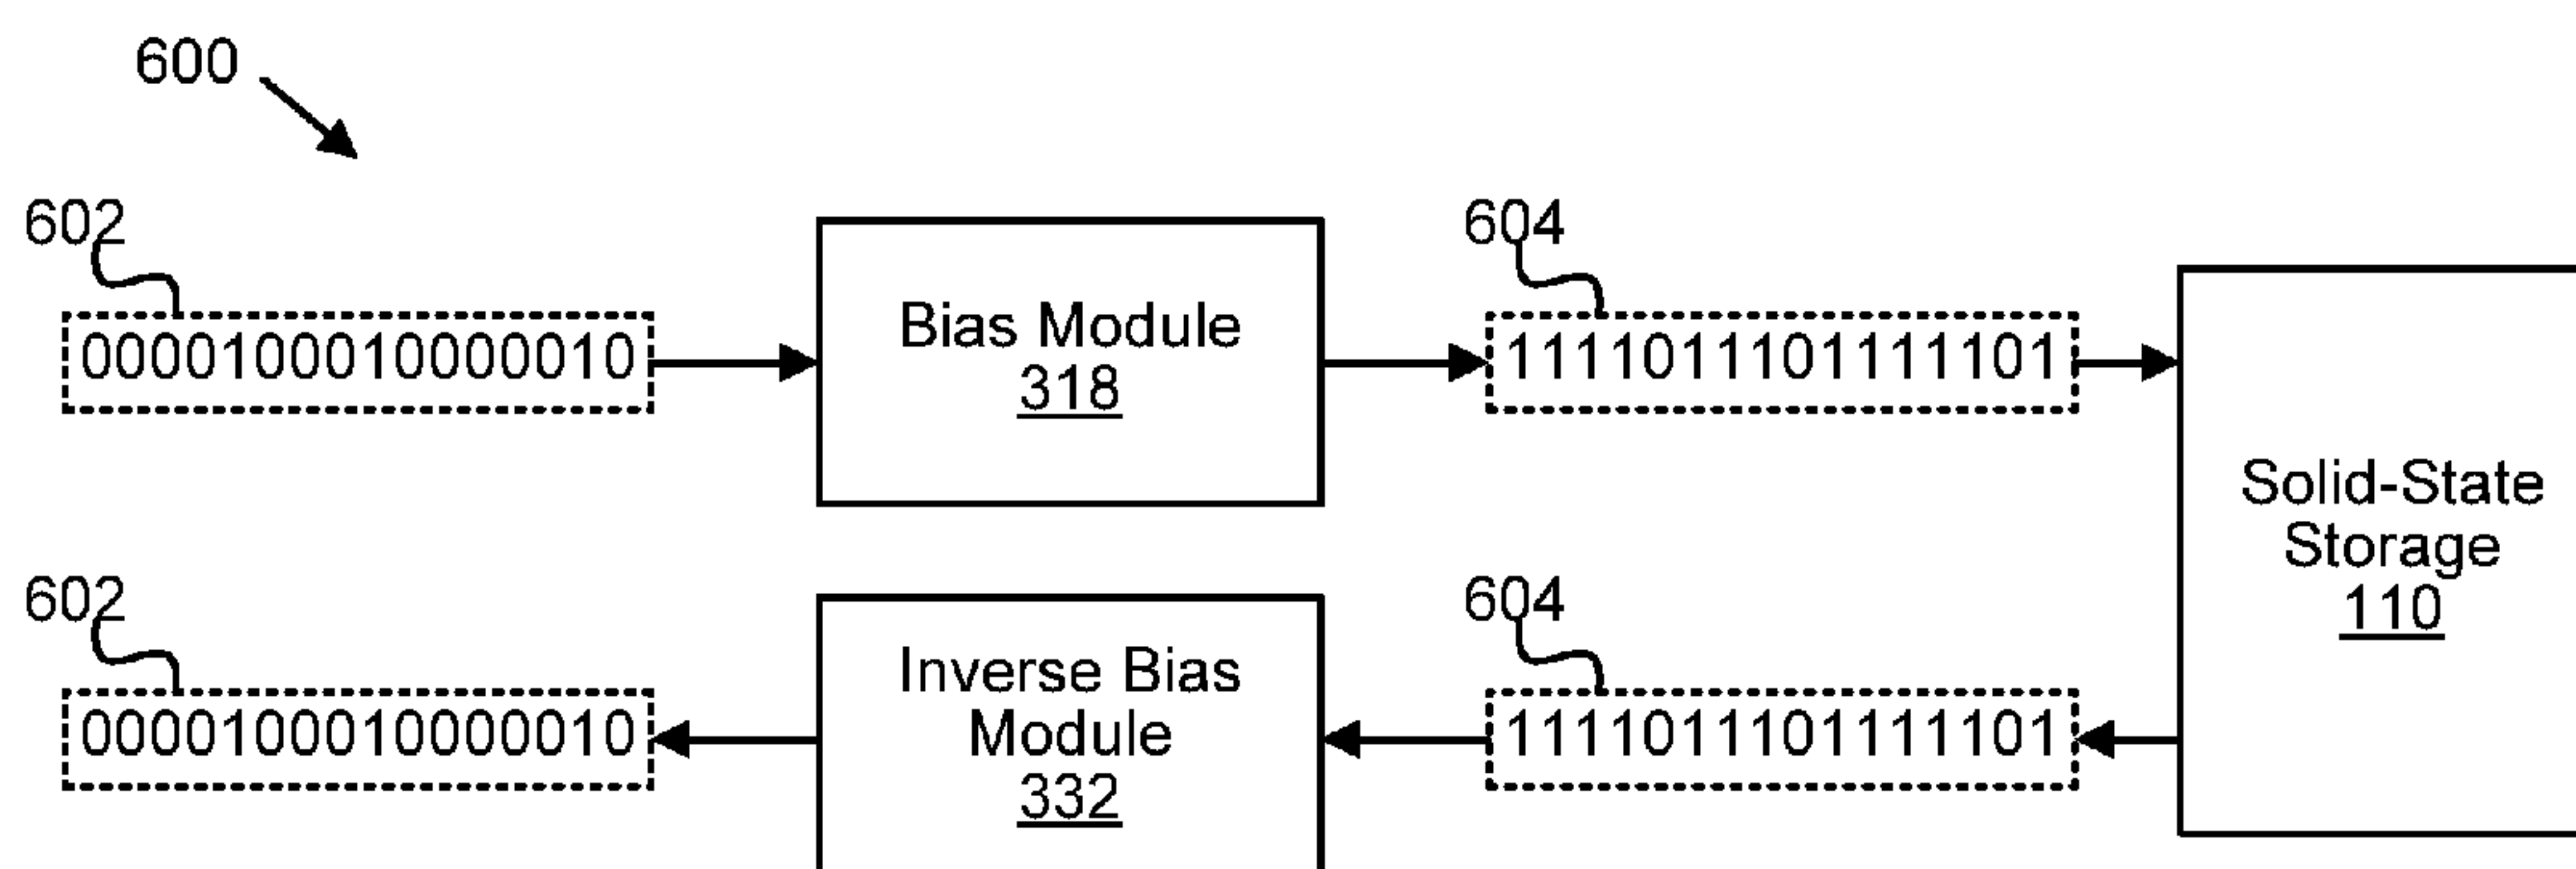 600
602
0000100010000010
Bias Module
318
604
1111011101111101
Solid-State
Storage
110
602
0000100010000010
Inverse Bias
Module
332
604
1111011101111101